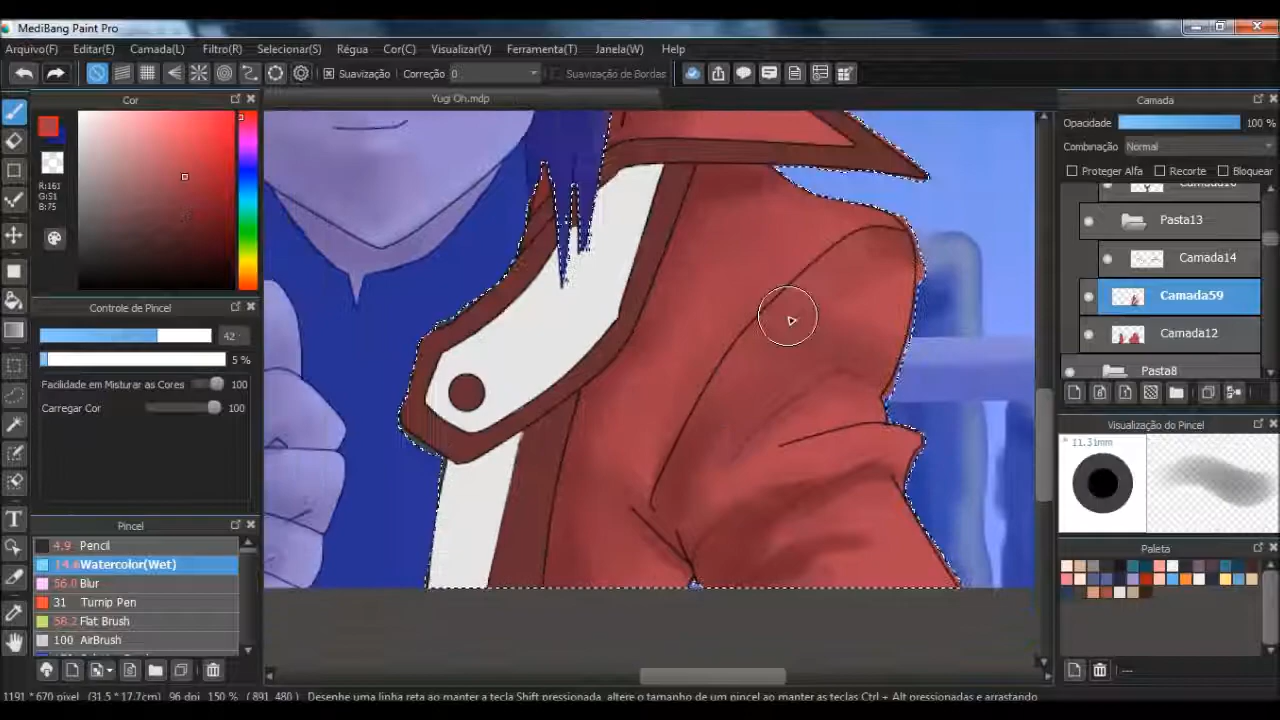 MediBang Paint Pro
Arquivo(F) Editar(E) Camada(L) Filtro(R) Selecionar(S) Régua Cor(C) Visualizar(V) Ferramenta(T) Janela(W) Help
Suavização Correção 0 Suavização de Bordas
Cor
Yugi Oh.mdp
Camada
Opacidade 100 %
Combinação Normal
Proteger Alfa Recorte Bloquear
R:161
G:51
B:75
Pasta13
Camada14
Camada59
Camada12
Pasta8
Controle de Pincel
42
5 %
Facilidade em Misturar as Cores 100
Carregar Cor 100
Visualização do Pincel
* 11.31mm
Pincel
4.9 Pencil
14.6 Watercolor(Wet)
56.0 Blur
31 Turnip Pen
58.2 Flat Brush
100 AirBrush
Paleta
---
1191 * 670 pixel (31.5 * 17.7cm) 96 dpi 150 % (891, 480) Desenhe uma linha reta ao manter a tecla Shift pressionada, altere o tamanho de um pincel ao manter as teclas Ctrl + Alt pressionadas e arrastando